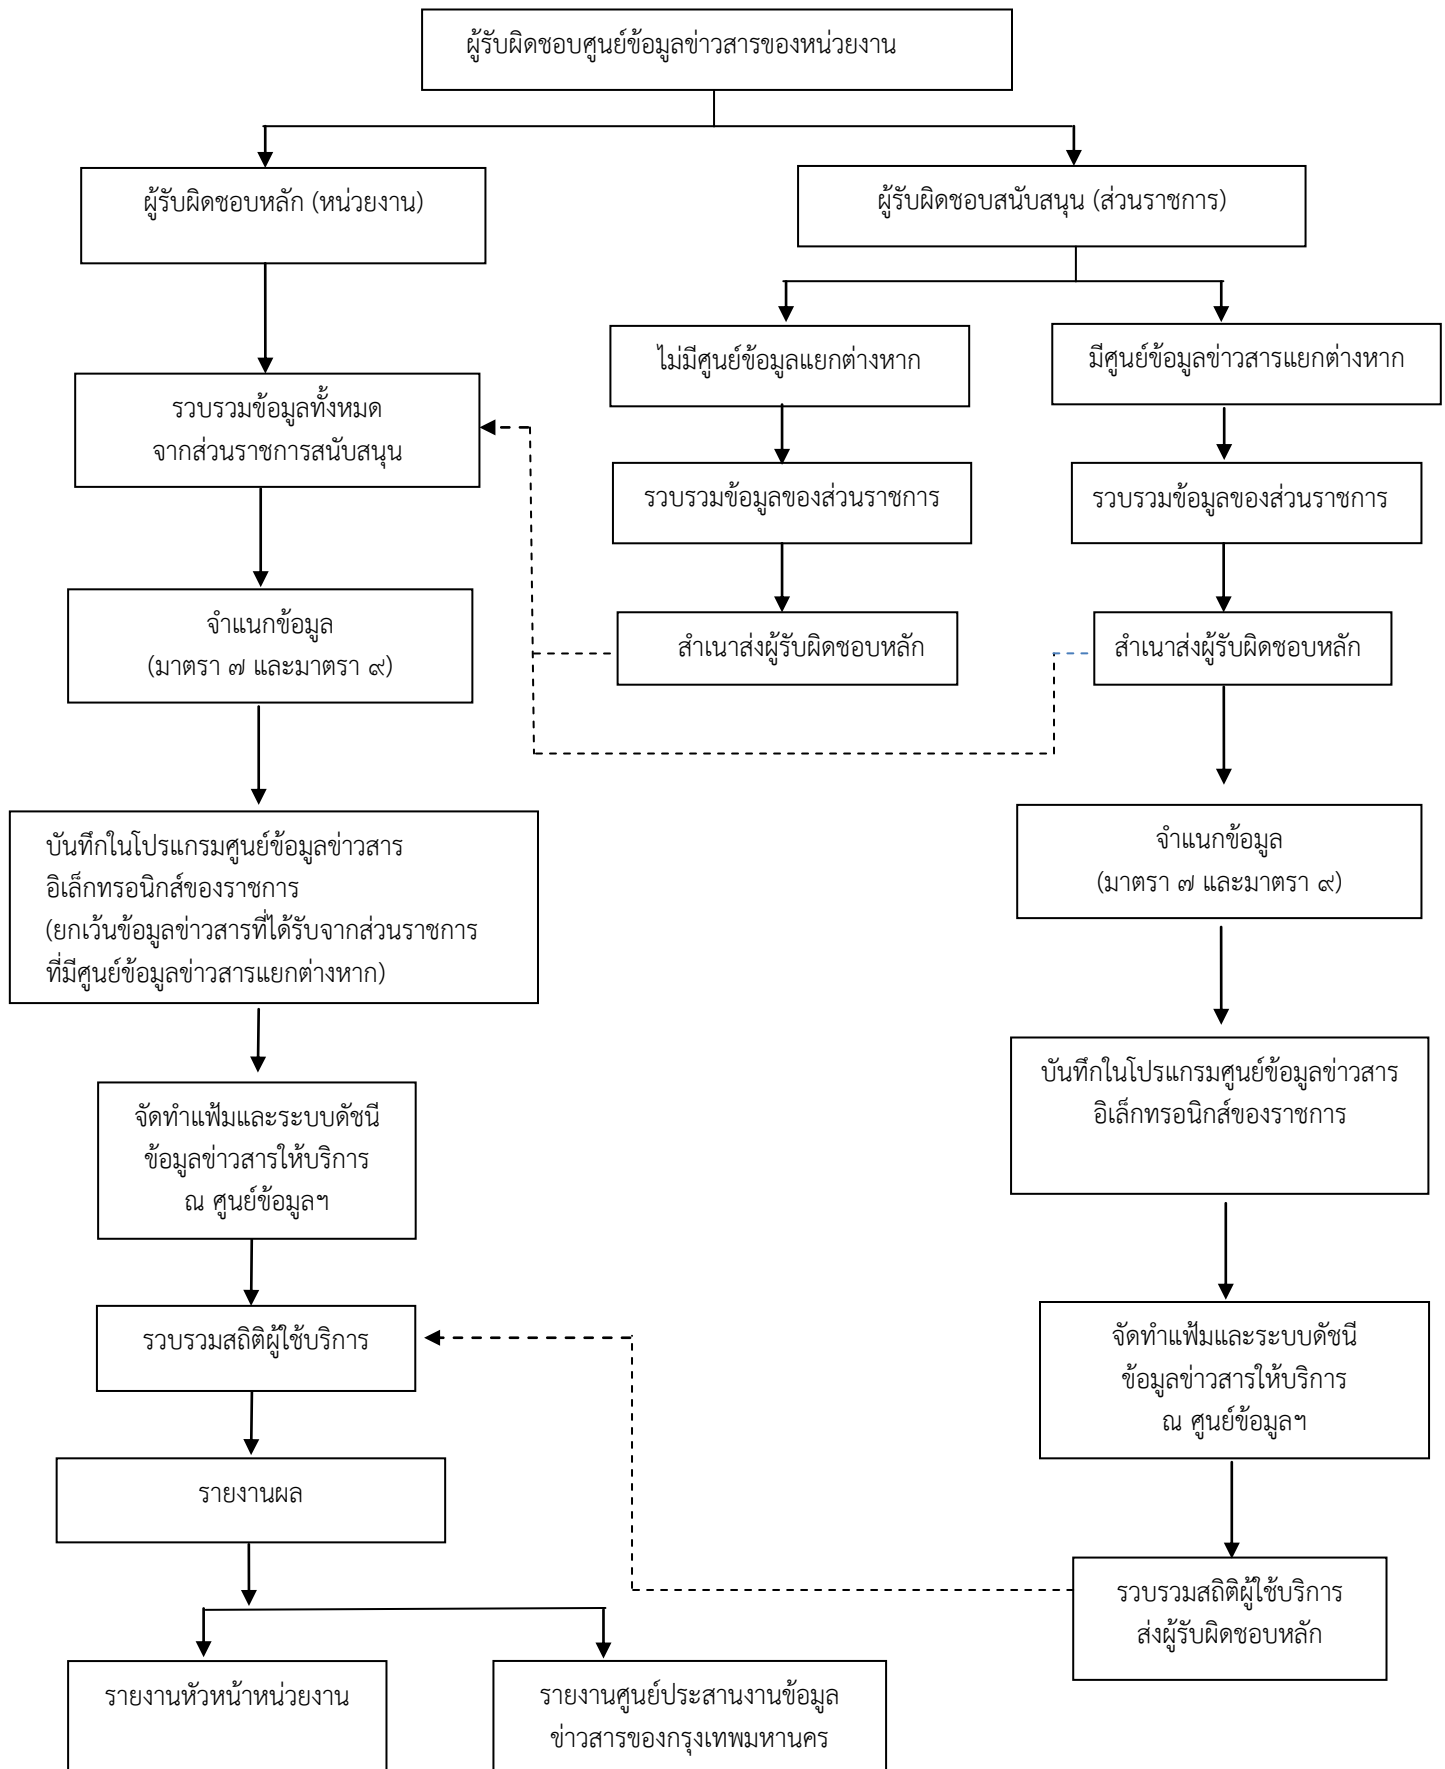 ผู้รับผิดชอบศูนย์ข้อมูลข่าวสารของหน่วยงาน
ผู้รับผิดชอบหลัก (หน่วยงาน)
ผู้รับผิดชอบสนับสนุน (ส่วนราชการ)
ไม่มีศูนย์ข้อมูลแยกต่างหาก
มีศูนย์ข้อมูลข่าวสารแยกต่างหาก
รวบรวมข้อมูลทั้งหมด
จากส่วนราชการสนับสนุน
รวบรวมข้อมูลของส่วนราชการ
รวบรวมข้อมูลของส่วนราชการ
จำแนกข้อมูล
(มาตรา ๗ และมาตรา ๙)
สำเนาส่งผู้รับผิดชอบหลัก
สำเนาส่งผู้รับผิดชอบหลัก
บันทึกในโปรแกรมศูนย์ข้อมูลข่าวสาร
อิเล็กทรอนิกส์ของราชการ
(ยกเว้นข้อมูลข่าวสารที่ได้รับจากส่วนราชการ
ที่มีศูนย์ข้อมูลข่าวสารแยกต่างหาก)
จำแนกข้อมูล
(มาตรา ๗ และมาตรา ๙)
บันทึกในโปรแกรมศูนย์ข้อมูลข่าวสาร
อิเล็กทรอนิกส์ของราชการ
จัดทำแฟ้มและระบบดัชนี
ข้อมูลข่าวสารให้บริการ
ณ ศูนย์ข้อมูลฯ
รวบรวมสถิติผู้ใช้บริการ
จัดทำแฟ้มและระบบดัชนี
ข้อมูลข่าวสารให้บริการ
ณ ศูนย์ข้อมูลฯ
รายงานผล
รวบรวมสถิติผู้ใช้บริการ
ส่งผู้รับผิดชอบหลัก
รายงานหัวหน้าหน่วยงาน
รายงานศูนย์ประสานงานข้อมูล
ข่าวสารของกรุงเทพมหานคร